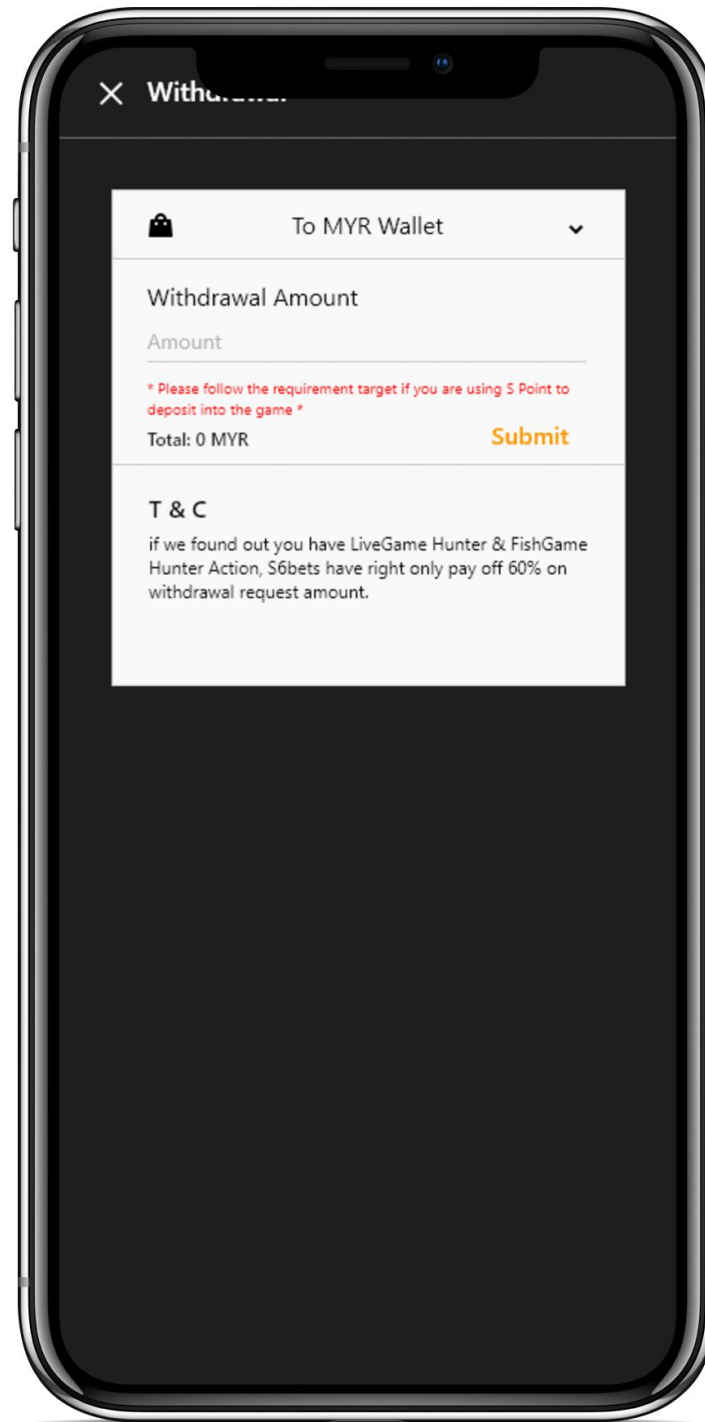 To MYR Wallet
Withdrawal Amount
Amount
* Please follow the requirement target if you are using S Point to
deposit into the game *
Total: 0 MYR
Submit
T & C
if we found out you have LiveGame Hunter & FishGame
Hunter Action, S6bets have right only pay off 60% on
withdrawal request amount.